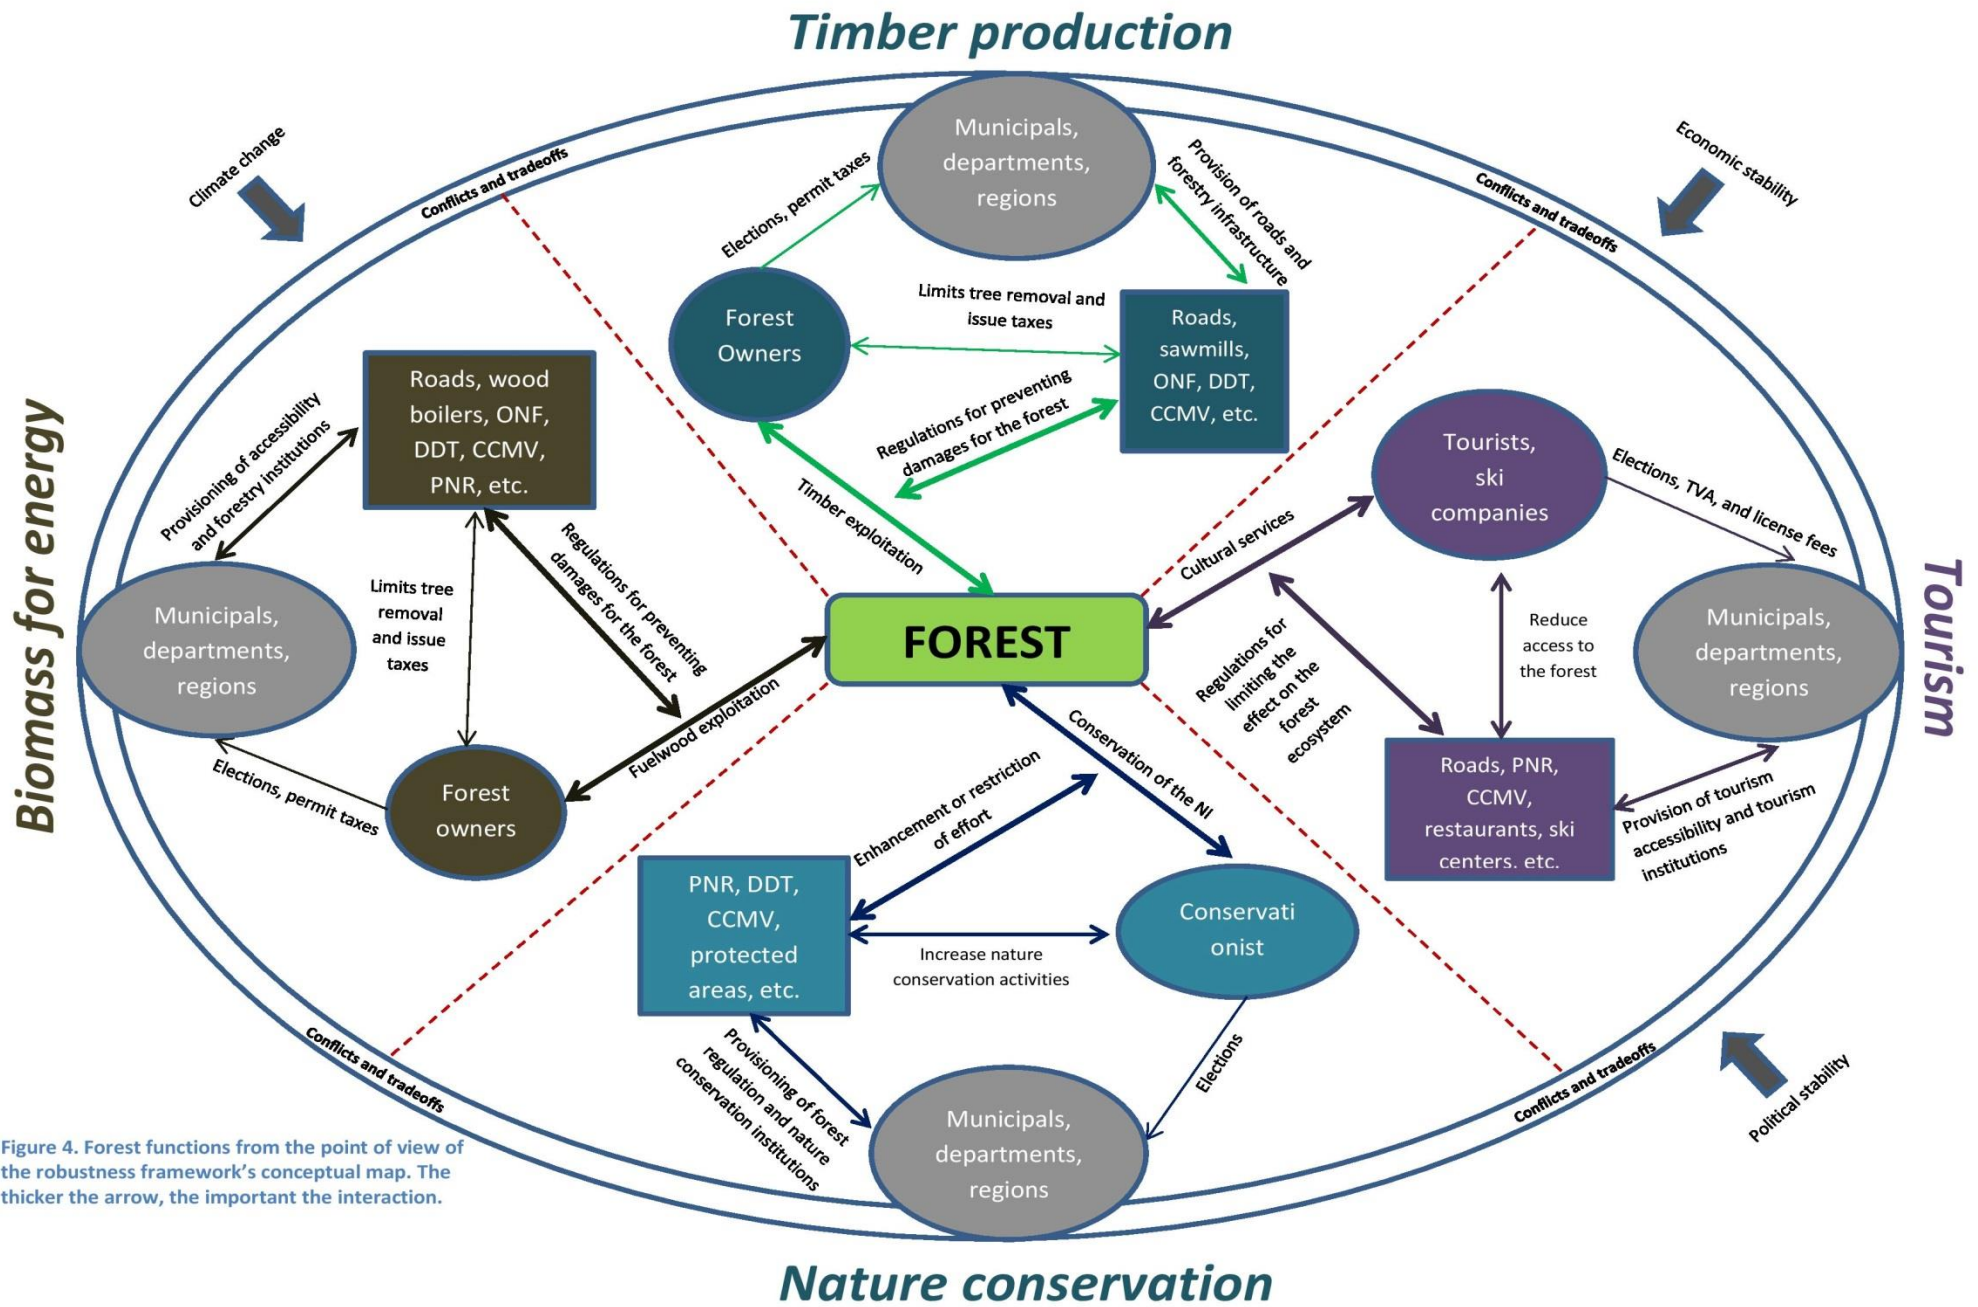 Timber production
Climate change
Conflicts and tradeoffs
Economic stability
Conflicts and tradeoffs
Municipals,
departments,
regions
Elections, permit taxes
Provision of roads and
forestry infrastructure
Forest
Owners
Limits tree removal and
issue taxes
Roads,
sawmills,
ONF, DDT,
CCMV, etc.
Regulations for preventing
damages for the forest
Timber exploitation
Biomass for energy
Roads, wood
boilers, ONF,
DDT, CCMV,
PNR, etc.
Provisioning of accessibility
and forestry institutions
Municipals,
departments,
regions
Limits tree
removal
and issue
taxes
Regulations for preventing
damages for the forest
Fuelwood exploitation
Elections, permit taxes
Forest
owners
FOREST
Tourism
Tourists,
ski
companies
Elections, TVA, and license fees
Cultural services
Regulations for
limiting the
effect on the
forest
ecosystem
Reduce
access to
the forest
Municipals,
departments,
regions
Roads, PNR,
CCMV,
restaurants, ski
centers. etc.
Provision of tourism
accessibility and tourism
institutions
Conservation of the NI
Enhancement or restriction
of effort
PNR, DDT,
CCMV,
protected
areas, etc.
Increase nature
conservation activities
Conservati
onist
Provisioning of forest
regulation and nature
conservation institutions
Elections
Municipals,
departments,
regions
Conflicts and tradeoffs
Conflicts and tradeoffs
Political stability
Figure 4. Forest functions from the point of view of
the robustness framework's conceptual map. The
thicker the arrow, the important the interaction.
Nature conservation